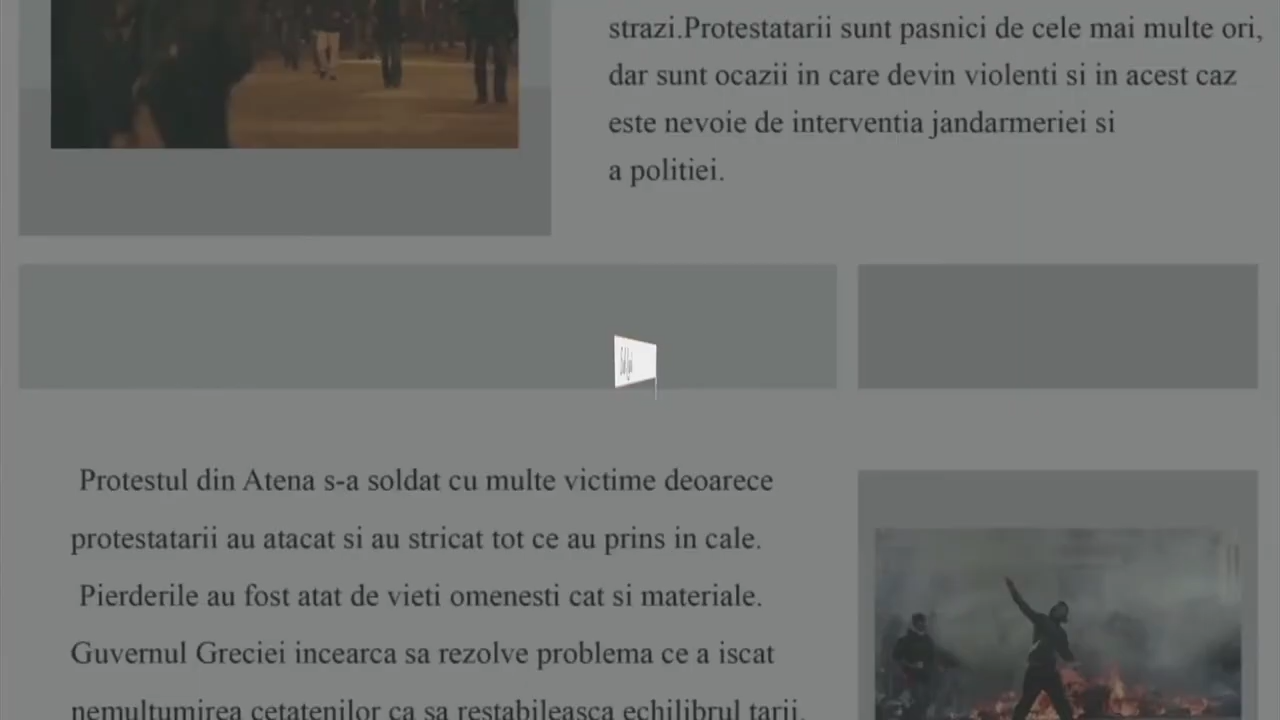 strazi.Protestatarii sunt pasnici de cele mai multe ori,
dar sunt ocazii in care devin violenti si in acest caz
este nevoie de interventia jandarmeriei si
a politiei.
Protestul din Atena s-a soldat cu multe victime deoarece
protestatarii au atacat si au stricat tot ce au prins in cale.
Pierderile au fost atat de vieti omenesti cat si materiale.
Guvernul Greciei incearca sa rezolve problema ce a iscat
nemultumirea cetatenilor ca sa restabileasca echilibrul tarii.